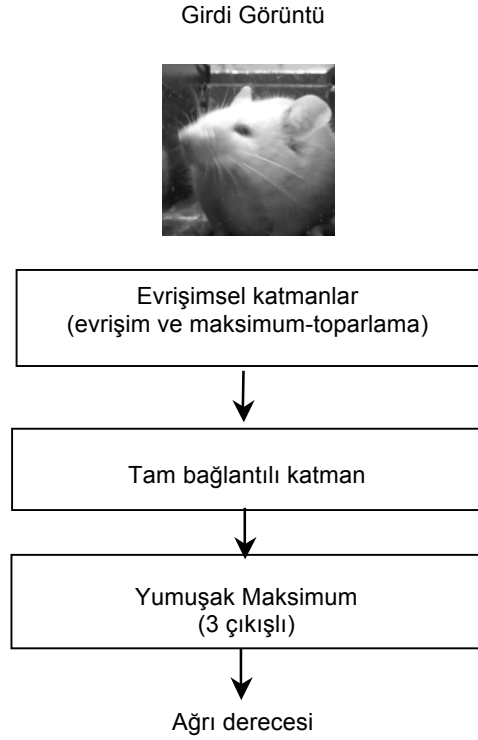 Girdi Görüntü
Evrişimsel katmanlar
(evrişim ve maksimum-toparlama)
Tam bağlantılı katman
Yumuşak Maksimum
(3 çıkışlı)
Ağrı derecesi